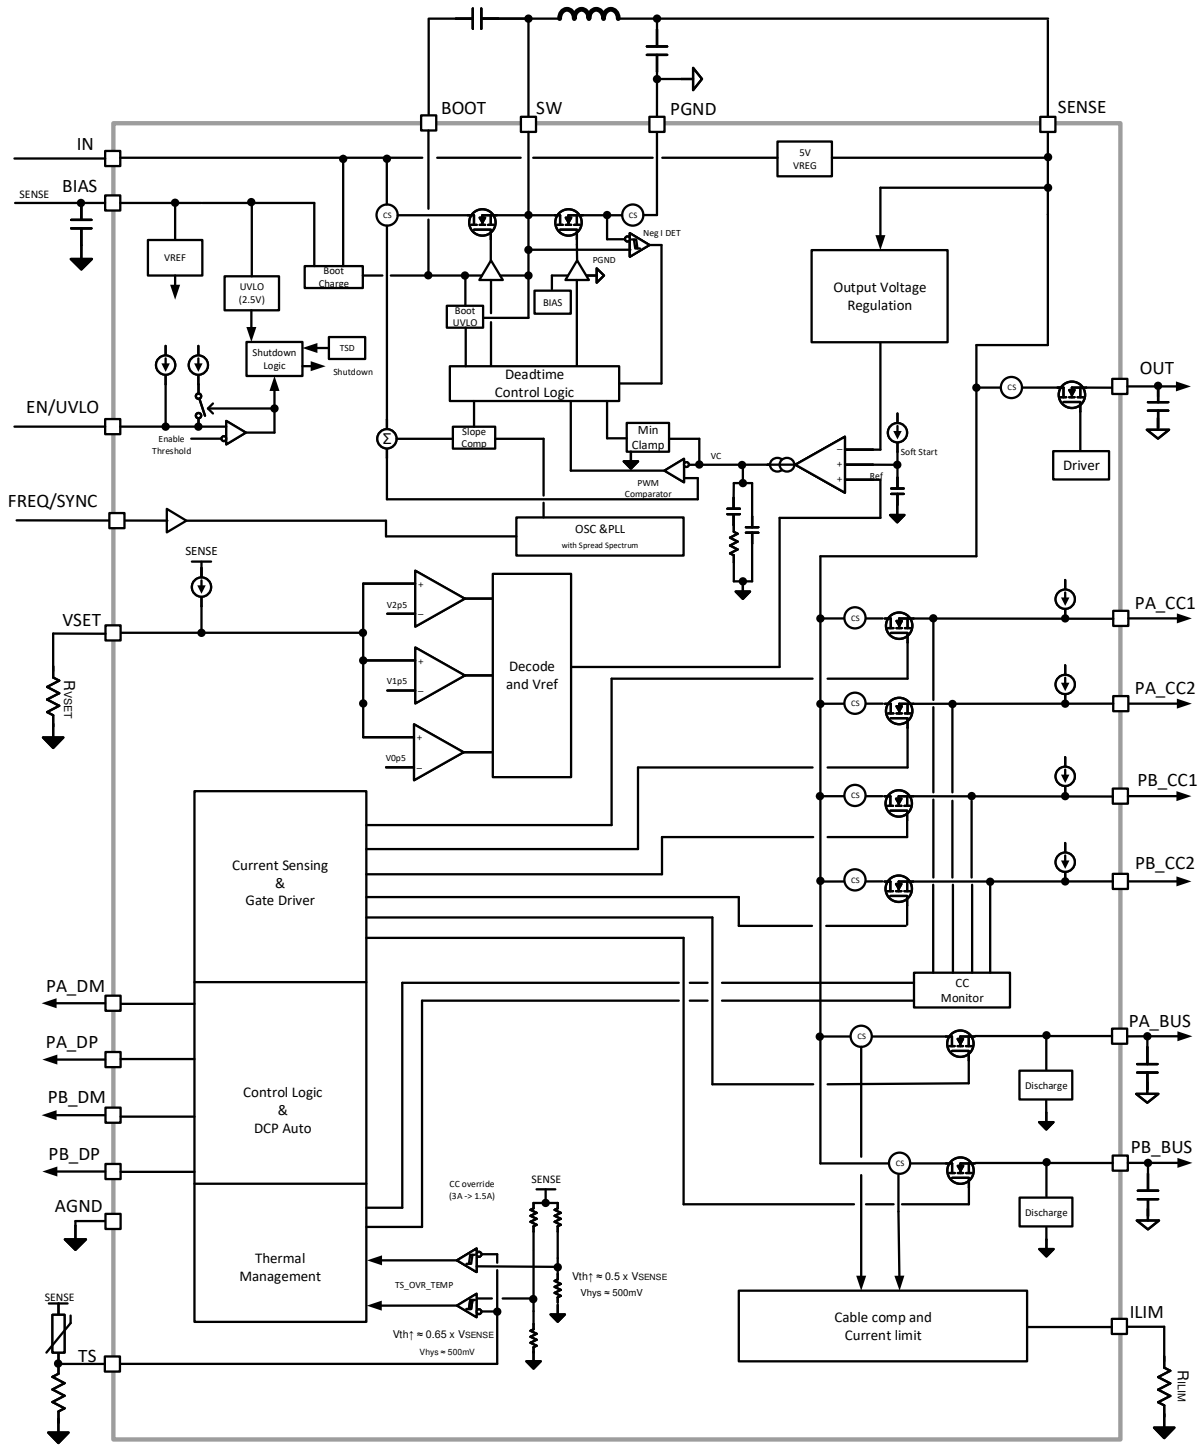 BOOT
SW
PGND
SENSE
IN
5V
VREG
SENSE
BIAS
CS
CS
Neg I DET
VREF
PGND
UVLO
(2.5V)
Boot
Charge
BIAS
Output Voltage
Regulation
Boot
UVLO
Shutdown
Logic
TSD
Shutdown
Deadtime
Control Logic
OUT
CS
EN/UVLO
Enable
Threshold
Σ
Slope
Comp
Min
Clamp
VC
PWM
Comparator
−
+
+
Ref
Soft Start
Driver
FREQ/SYNC
OSC &PLL
with Spread Spectrum
SENSE
VSET
RVSET
V2p5
+
−
V1p5
+
−
V0p5
+
−
Decode
and Vref
CS
PA_CC1
CS
PA_CC2
CS
PB_CC1
CS
PB_CC2
Current Sensing
&
Gate Driver
CC
Monitor
PA_DM
PA_DP
PB_DM
PB_DP
AGND
Control Logic
&
DCP Auto
CS
PA_BUS
Discharge
CS
PB_BUS
Discharge
CC override
(3A -> 1.5A)
SENSE
Thermal
Management
TS_OVR_TEMP
Vth↑ ≈ 0.5 x VSENSE
Vhys ≈ 500mV
Vth↑ ≈ 0.65 x VSENSE
Vhys ≈ 500mV
SENSE
TS
Cable comp and
Current limit
ILIM
RILIM